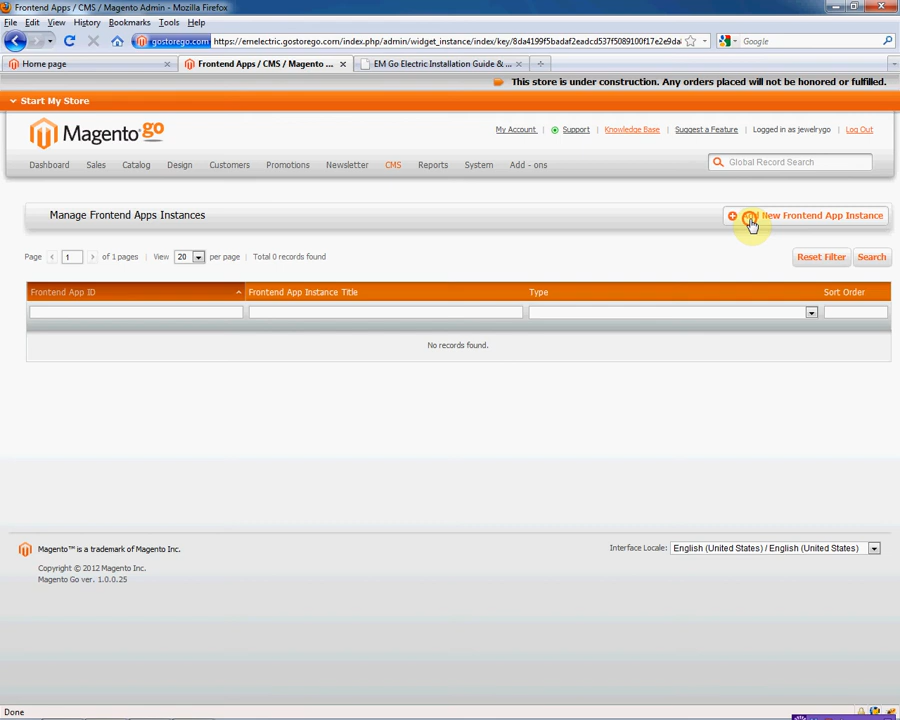 Frontend Apps / CMS / Magento Admin - Mozilla Firefox
File Edit View History Bookmarks Tools Help
gostorego.com https://emelectric.gostorego.com/index.php/admin/widget_instance/index/key/8da4199f5badaf2eadcd537f5089100f17e2e9da Google
Home page Frontend Apps / CMS / Magento ... EM Go Electric Installation Guide & ...
This store is under construction. Any orders placed will not be honored or fulfilled.
Start My Store
Magento go
My Account Support Knowledge Base Suggest a Feature Logged in as jewelrygo Log Out
Dashboard Sales Catalog Design Customers Promotions Newsletter CMS Reports System Add - ons Global Record Search
Manage Frontend Apps Instances New Frontend App Instance
Page 1 of 1 pages | View 20 per page | Total 0 records found Reset Filter Search
Frontend App ID Frontend App Instance Title Type Sort Order
No records found.
Magento™ is a trademark of Magento Inc. Interface Locale: English (United States) / English (United States)
Copyright © 2012 Magento Inc.
Magento Go ver. 1.0.0.25
Done